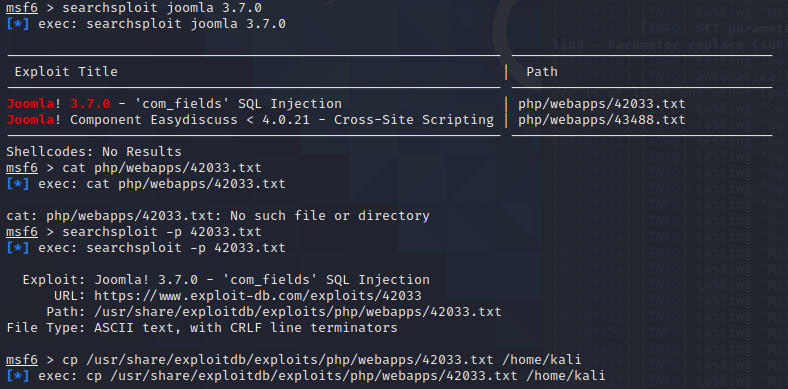 msf6 > searchsploit joomla 3.7.0
[*] exec: searchsploit joomla 3.7.0
Exploit Title | Path
Joomla! 3.7.0 - 'com_fields' SQL Injection | php/webapps/42033.txt
Joomla! Component Easydiscuss < 4.0.21 - Cross-Site Scripting | php/webapps/43488.txt
Shellcodes: No Results
msf6 > cat php/webapps/42033.txt
[*] exec: cat php/webapps/42033.txt
cat: php/webapps/42033.txt: No such file or directory
msf6 > searchsploit -p 42033.txt
[*] exec: searchsploit -p 42033.txt
Exploit: Joomla! 3.7.0 - 'com_fields' SQL Injection
URL: https://www.exploit-db.com/exploits/42033
Path: /usr/share/exploitdb/exploits/php/webapps/42033.txt
File Type: ASCII text, with CRLF line terminators
msf6 > cp /usr/share/exploitdb/exploits/php/webapps/42033.txt /home/kali
[*] exec: cp /usr/share/exploitdb/exploits/php/webapps/42033.txt /home/kali